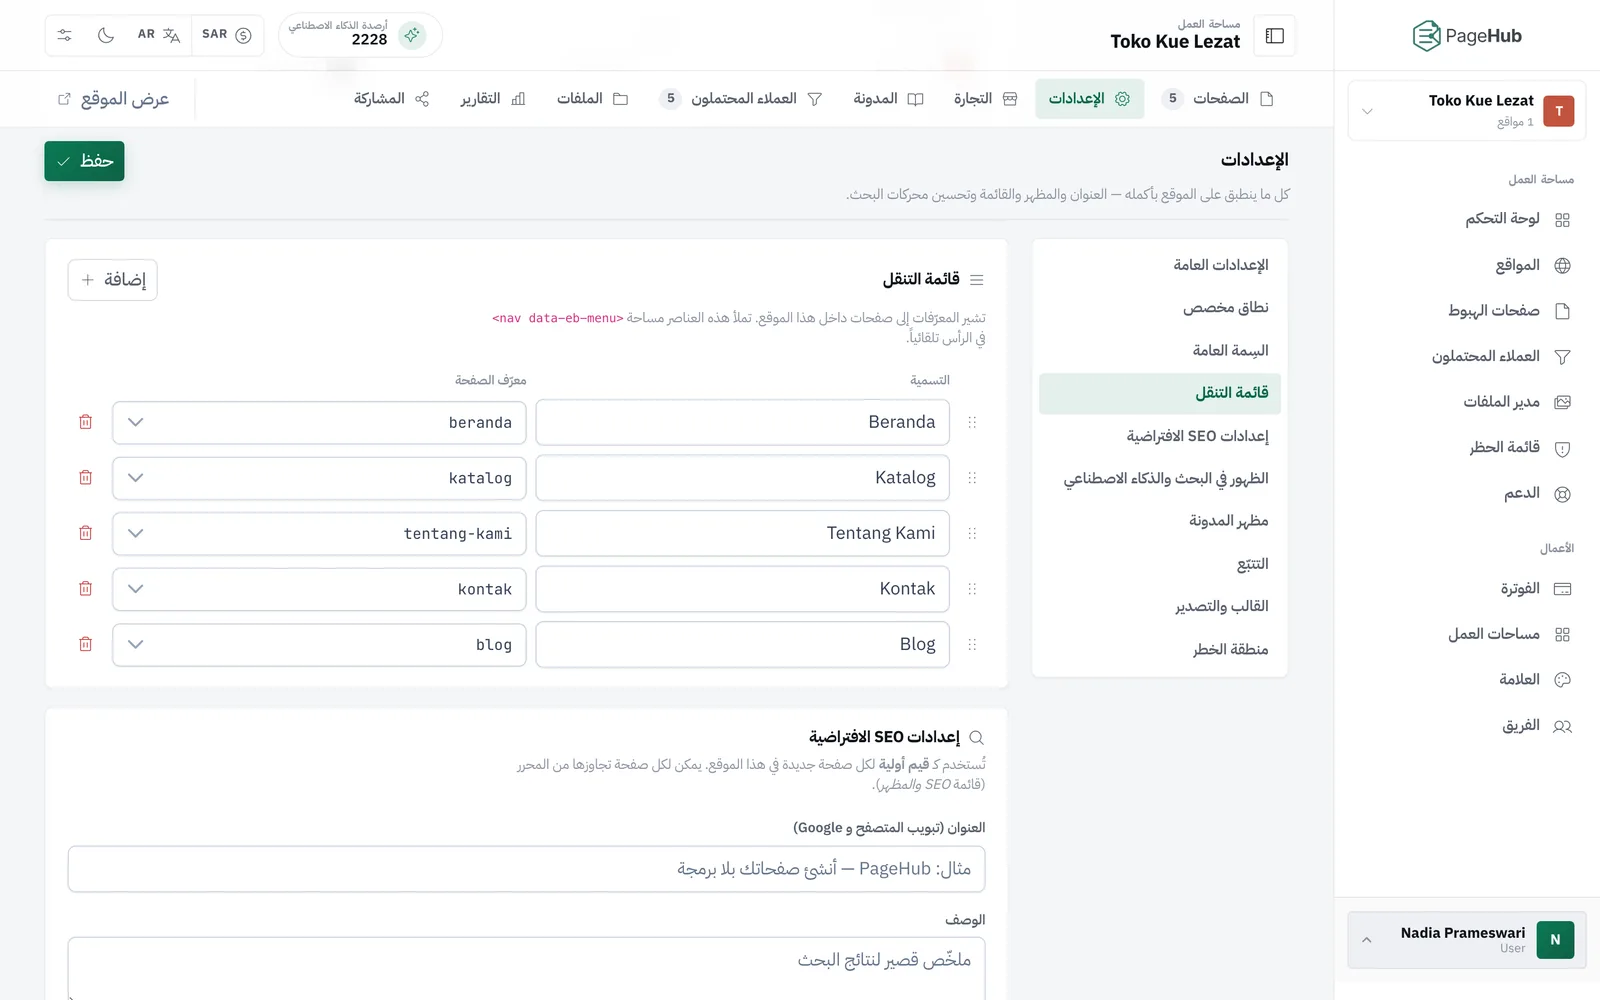 PageHub
Toko Kue Lezat
1 مواقع
T
مساحة العمل
لوحة التحكم
المواقع
صفحات الهبوط
العملاء المحتملون
مدير الملفات
قائمة الحظر
الدعم
الأعمال
الفوترة
مساحات العمل
العلامة
الفريق
Nadia Prameswari
User
N
مساحة العمل
Toko Kue Lezat
أرصدة الذكاء الاصطناعي
2228
SAR
AR
الصفحات 5
الإعدادات
التجارة
المدونة
العملاء المحتملون 5
الملفات
التقارير
المشاركة
عرض الموقع
الإعدادات
كل ما ينطبق على الموقع بأكمله — العنوان والمظهر والقائمة وتحسين محركات البحث.
حفظ
الإعدادات العامة
نطاق مخصص
السِمة العامة
قائمة التنقل
إعدادات SEO الافتراضية
الظهور في البحث والذكاء الاصطناعي
مظهر المدونة
التتبّع
القالب والتصدير
منطقة الخطر
قائمة التنقل
إضافة
تشير المعرّفات إلى صفحات داخل هذا الموقع. تملأ هذه العناصر مساحة <nav data-eb-menu>
في الرأس تلقائياً.
التسمية معرّف الصفحة
Beranda beranda
Katalog katalog
Tentang Kami tentang-kami
Kontak kontak
Blog blog
إعدادات SEO الافتراضية
تُستخدم كـ قيم أولية لكل صفحة جديدة في هذا الموقع. يمكن لكل صفحة تجاوزها من المحرر
(قائمة SEO والمظهر).
العنوان (تبويب المتصفح و Google)
مثال: PageHub — أنشئ صفحاتك بلا برمجة
الوصف
ملخّص قصير لنتائج البحث